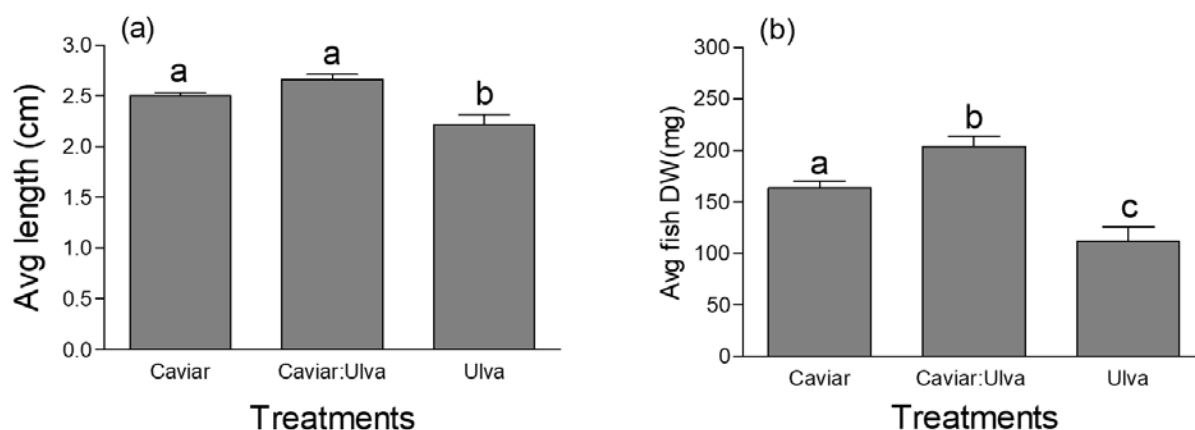 (a)
Avg length (cm)
3.0
2.5
2.0
1.5
1.0
0.5
0.0
a
a
b
Caviar
Caviar:Ulva
Ulva
Treatments
(b)
Avg fish DW(mg)
300
250
200
150
100
50
0
a
b
c
Caviar
Caviar:Ulva
Ulva
Treatments